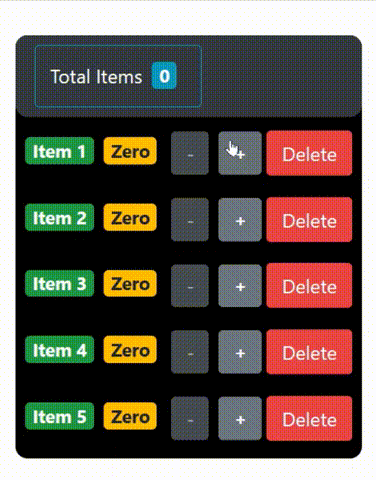 Total Items 0
Item 1 Zero - + Delete
Item 2 Zero - + Delete
Item 3 Zero - + Delete
Item 4 Zero - + Delete
Item 5 Zero - + Delete